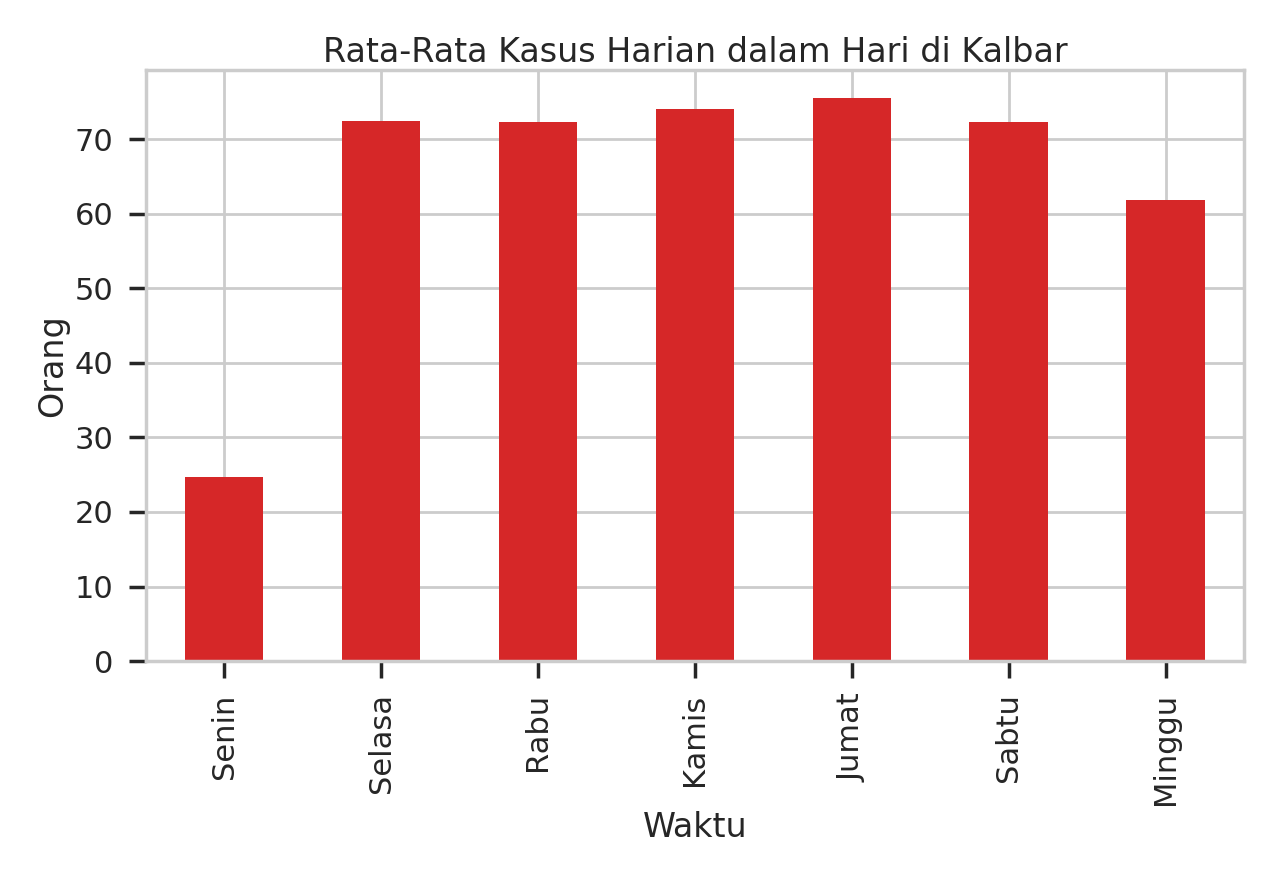 Rata-Rata Kasus Harian dalam Hari di Kalbar
Orang
70
60
50
40
30
20
10
0
Senin
Selasa
Rabu
Kamis
Jumat
Sabtu
Minggu
Waktu